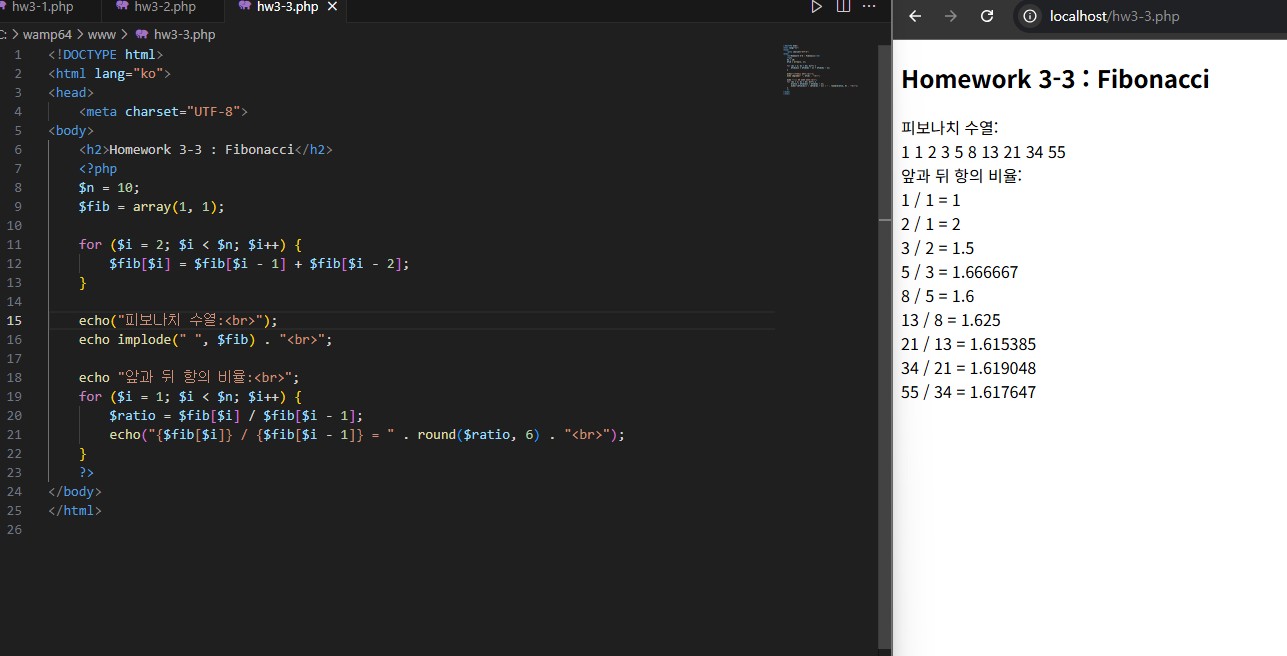 hw3-1.php hw3-2.php hw3-3.php
C: > wamp64 > www > hw3-3.php
1 <!DOCTYPE html>
2 <html lang="ko">
3 <head>
4 <meta charset="UTF-8">
5 <body>
6 <h2>Homework 3-3 : Fibonacci</h2>
7 <?php
8 $n = 10;
9 $fib = array(1, 1);
10
11 for ($i = 2; $i < $n; $i++) {
12 $fib[$i] = $fib[$i - 1] + $fib[$i - 2];
13 }
14
15 echo("피보나치 수열:<br>");
16 echo implode(" ", $fib) . "<br>";
17
18 echo "앞과 뒤 항의 비율:<br>";
19 for ($i = 1; $i < $n; $i++) {
20 $ratio = $fib[$i] / $fib[$i - 1];
21 echo("{$fib[$i]} / {$fib[$i - 1]} = " . round($ratio, 6) . "<br>");
22 }
23 ?>
24 </body>
25 </html>
26
localhost/hw3-3.php
Homework 3-3 : Fibonacci
피보나치 수열:
1 1 2 3 5 8 13 21 34 55
앞과 뒤 항의 비율:
1 / 1 = 1
2 / 1 = 2
3 / 2 = 1.5
5 / 3 = 1.666667
8 / 5 = 1.6
13 / 8 = 1.625
21 / 13 = 1.615385
34 / 21 = 1.619048
55 / 34 = 1.617647